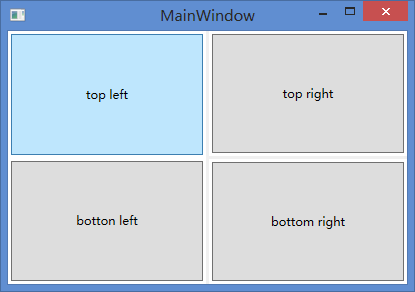 MainWindow
top left
top right
botton left
bottom right